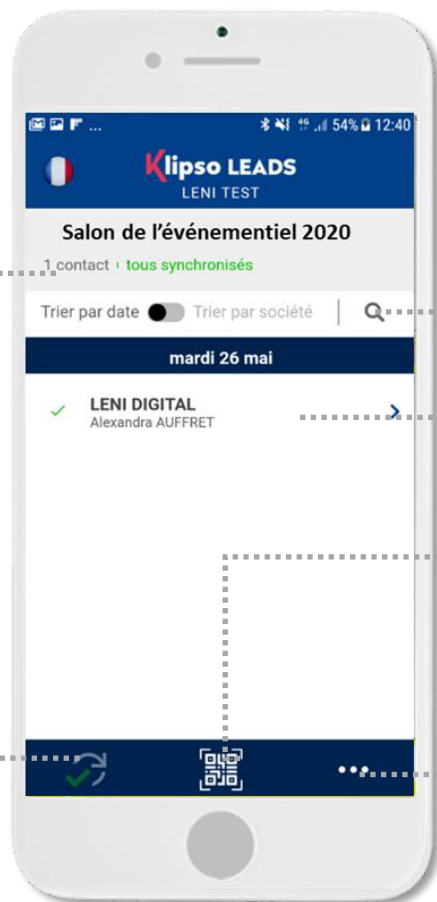 ... 4G 54% 12:40
Klipso LEADS
LENI TEST
Salon de l'événementiel 2020
1 contact tous synchronisés
Trier par date Trier par société
mardi 26 mai
LENI DIGITAL
Alexandra AUFFRET